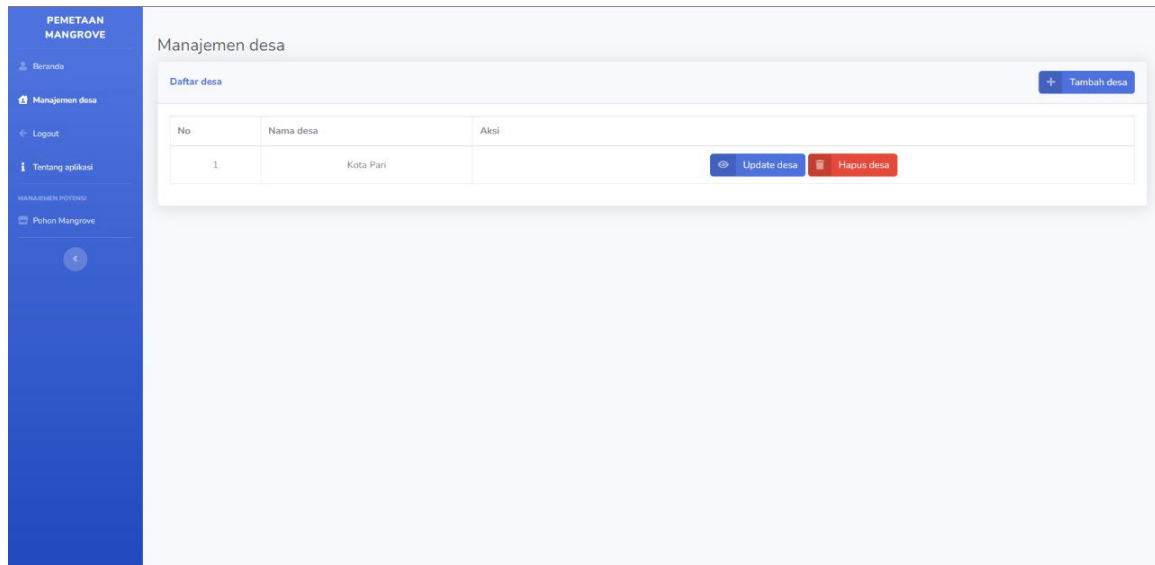 PEMETAAN
MANGROVE
Beranda
Manajemen desa
Logout
Tentang aplikasi
MANAJEMEN POTENSI
Pohon Mangrove
Manajemen desa
Daftar desa
Tambah desa
No Nama desa Aksi
1 Kota Pari Update desa Hapus desa